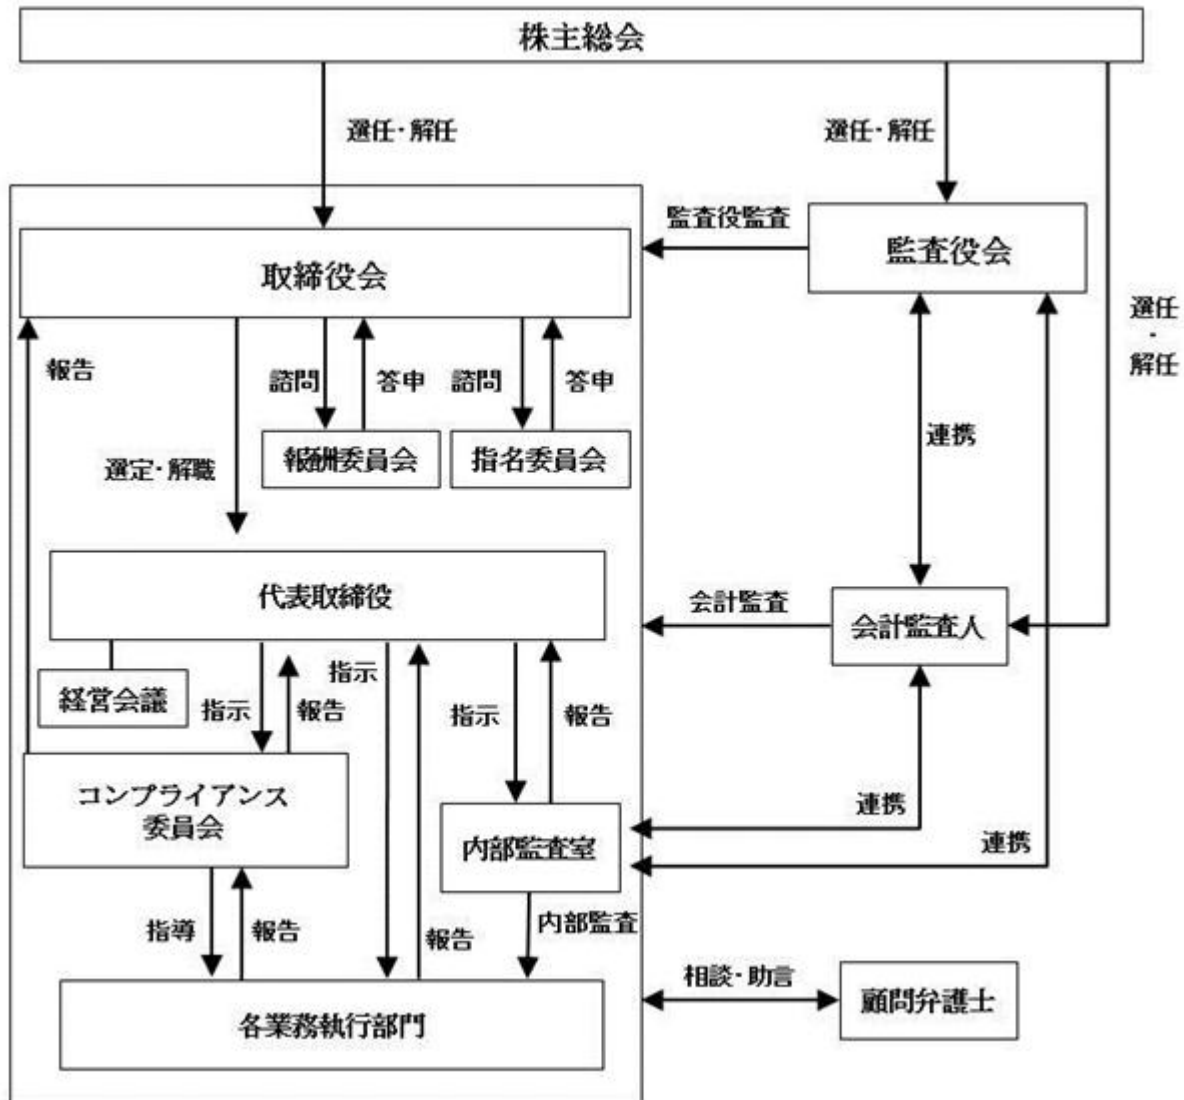 株主総会
選任・解任
選任・解任
監査役監査
監査役会
取締役会
選任
・
解任
報告
諮問
答申
諮問
答申
連携
選定・解職
報酬委員会
指名委員会
代表取締役
会計監査
会計監査人
経営会議
指示
報告
指示
指示
報告
コンプライアンス
委員会
内部監査室
連携
連携
指導
報告
報告
内部監査
各業務執行部門
相談・助言
顧問弁護士